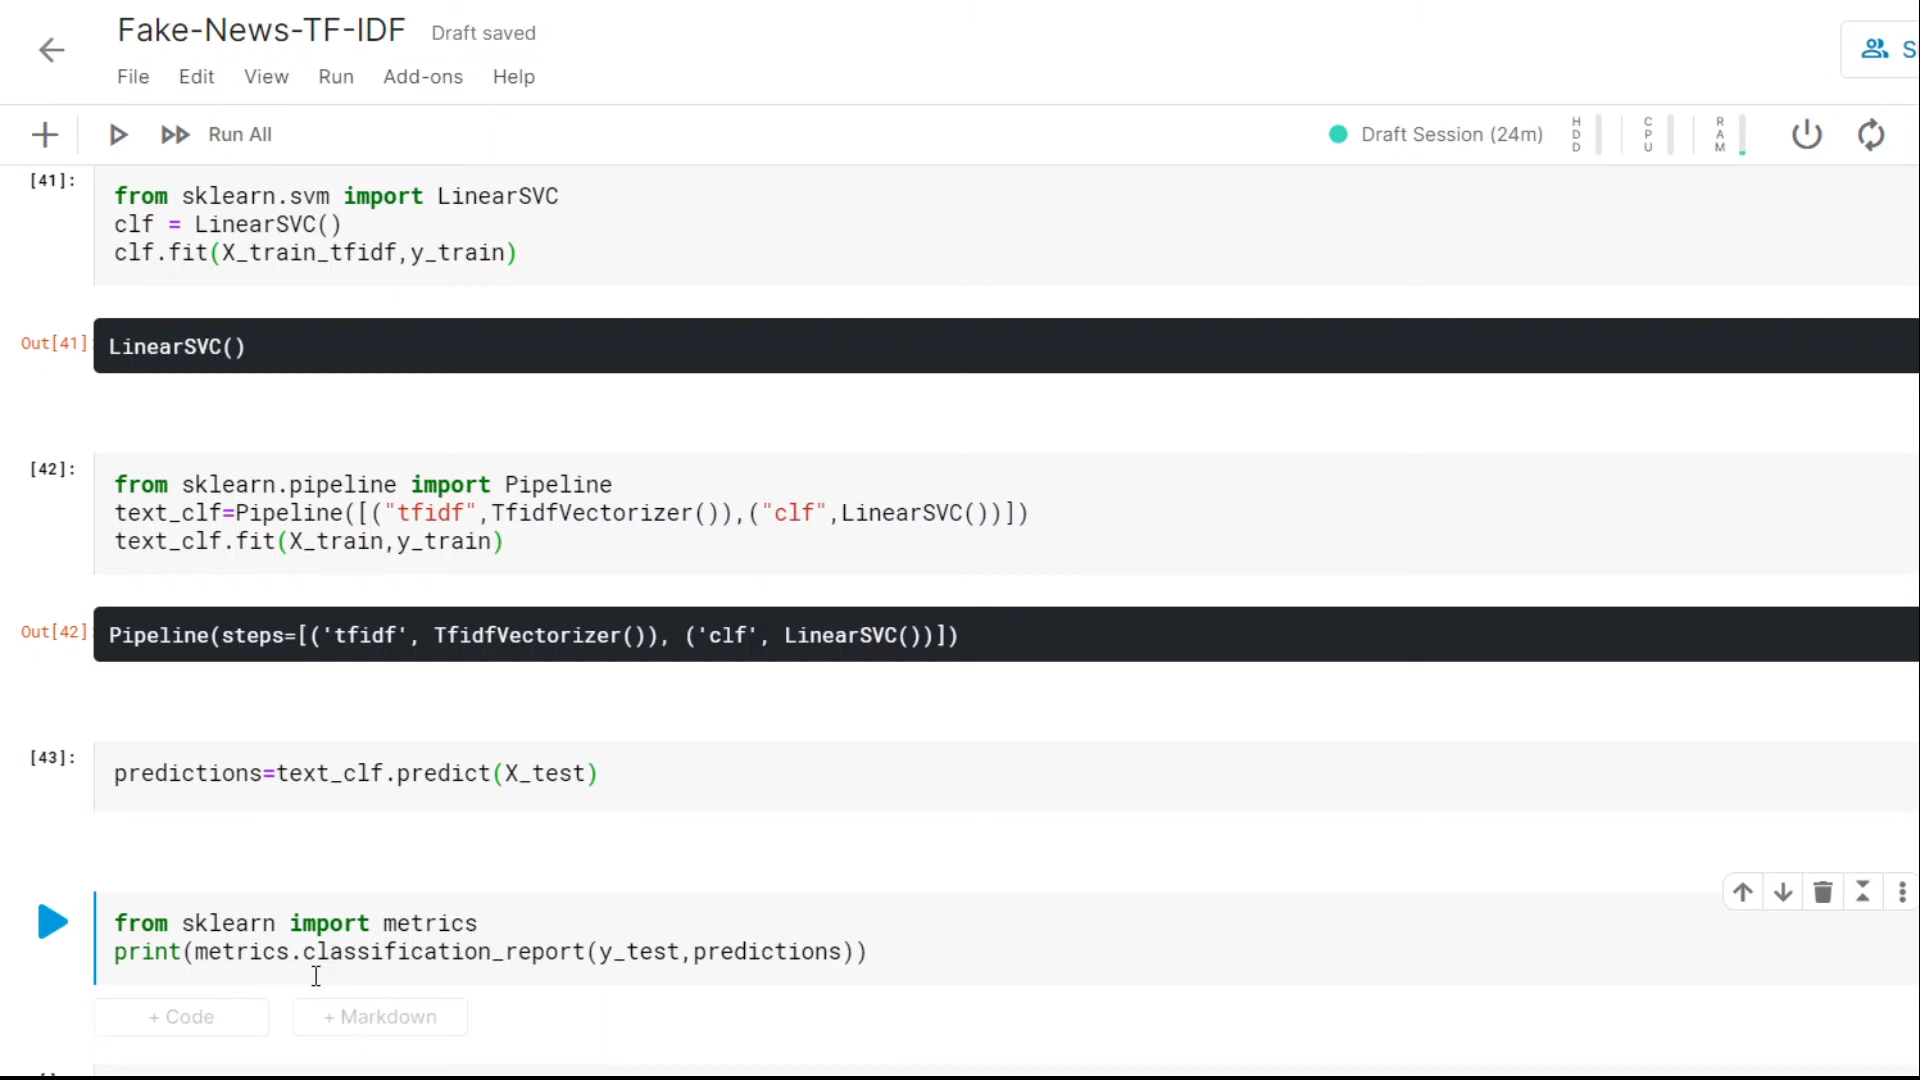 Fake-News-TF-IDF Draft saved
S
File Edit View Run Add-ons Help
Run All
Draft Session (24m)
HDD
CPU
RAM
[41]:
from sklearn.svm import LinearSVC
clf = LinearSVC()
clf.fit(X_train_tfidf,y_train)
Out[41]:
LinearSVC()
[42]:
from sklearn.pipeline import Pipeline
text_clf=Pipeline([("tfidf",TfidfVectorizer()),("clf",LinearSVC())])
text_clf.fit(X_train,y_train)
Out[42]:
Pipeline(steps=[('tfidf', TfidfVectorizer()), ('clf', LinearSVC())])
[43]:
predictions=text_clf.predict(X_test)
from sklearn import metrics
print(metrics.classification_report(y_test,predictions))
+ Code + Markdown